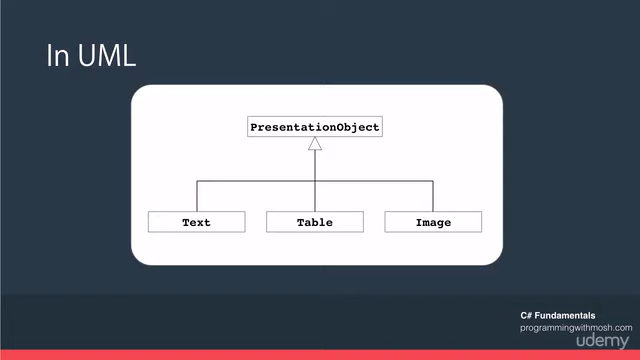 In UML
PresentationObject
Text
Table
Image
C# Fundamentals
programmingwithmosh.com
udemy